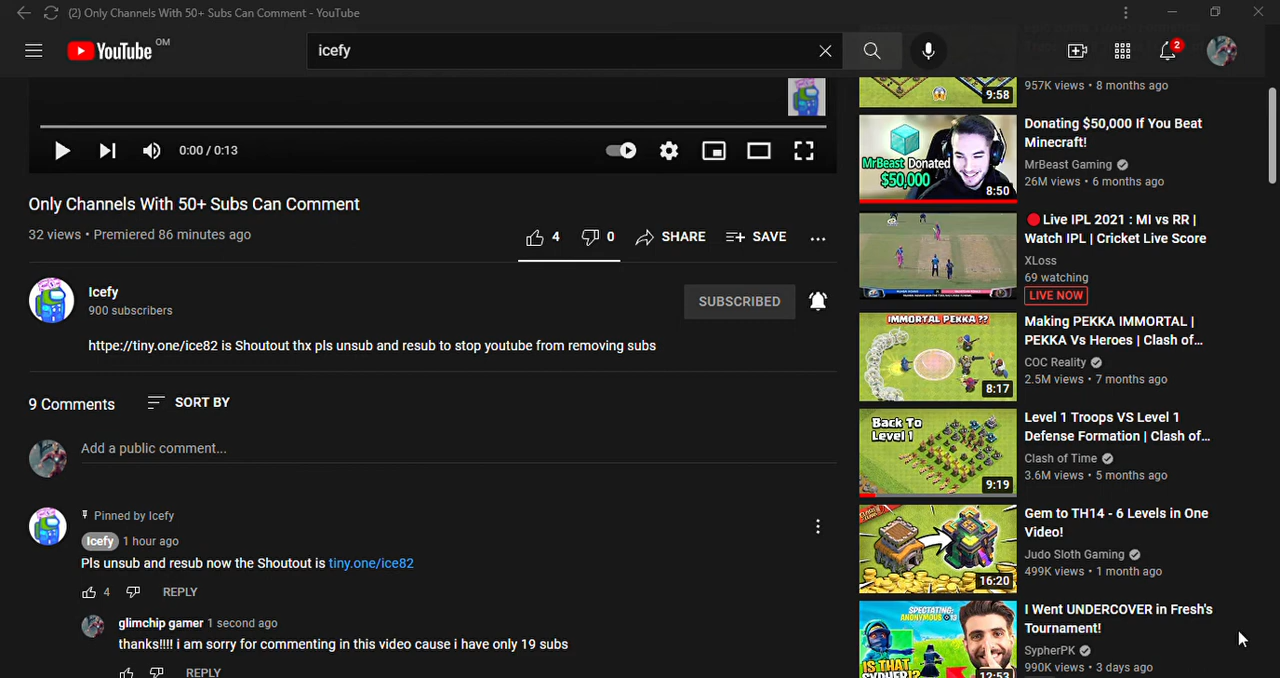 (2) Only Channels With 50+ Subs Can Comment - YouTube
YouTube OM
icefy
2
0:00 / 0:13
Only Channels With 50+ Subs Can Comment
32 views • Premiered 86 minutes ago
4
0
SHARE
SAVE
Icefy
900 subscribers
SUBSCRIBED
httpe://tiny.one/ice82 is Shoutout thx pls unsub and resub to stop youtube from removing subs
9 Comments
SORT BY
Add a public comment...
Pinned by Icefy
Icefy 1 hour ago
Pls unsub and resub now the Shoutout is tiny.one/ice82
4
REPLY
glimchip gamer 1 second ago
thanks!!!! i am sorry for commenting in this video cause i have only 19 subs
REPLY
9:58
957K views • 8 months ago
MrBeast Donated
$50,000
8:50
Donating $50,000 If You Beat
Minecraft!
MrBeast Gaming
26M views • 6 months ago
Live IPL 2021 : MI vs RR |
Watch IPL | Cricket Live Score
XLoss
69 watching
LIVE NOW
IMMORTAL PEKKA ??
8:17
Making PEKKA IMMORTAL |
PEKKA Vs Heroes | Clash of...
COC Reality
2.5M views • 7 months ago
Back To
Level 1
9:19
Level 1 Troops VS Level 1
Defense Formation | Clash of...
Clash of Time
3.6M views • 5 months ago
16:20
Gem to TH14 - 6 Levels in One
Video!
Judo Sloth Gaming
499K views • 1 month ago
SPECTATING:
ANONYMOUS
IS THAT
SYPHER!?
12:53
I Went UNDERCOVER in Fresh's
Tournament!
SypherPK
990K views • 3 days ago